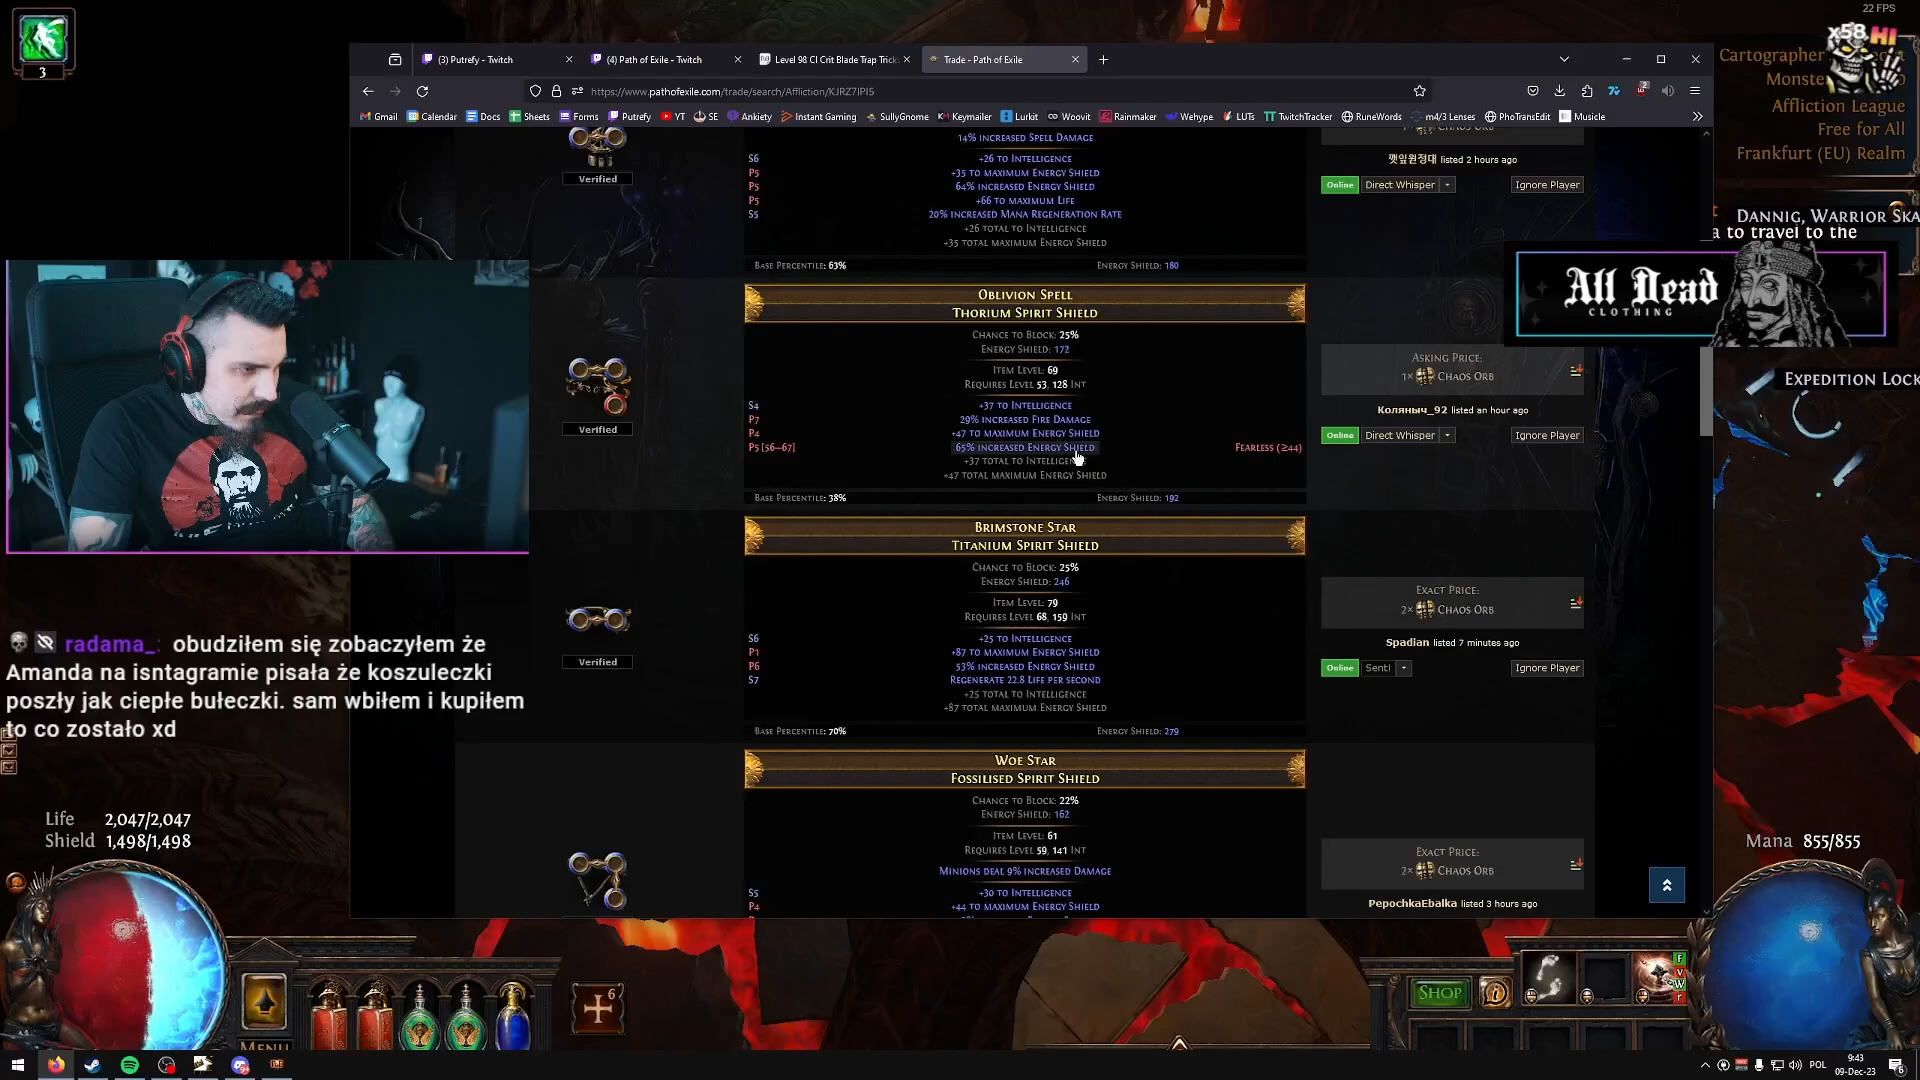 22 FPS
3
(3) Putrefy - Twitch
(4) Path of Exile - Twitch
Level 98 CI Crit Blade Trap Tricks
Trade - Path of Exile
https://www.pathofexile.com/trade/search/Affliction/KJRZ7IPI5
Gmail Calendar Docs Sheets Forms Putrefy YT SE Ankiety Instant Gaming SullyGnome Keymailer Lurkit Woovit Rainmaker Wehype LUTs TwitchTracker RuneWords m4/3 Lenses PhoTransEdit Musicle
x58 HI
Cartographer
Monste
Affliction League
Free for All
Frankfurt (EU) Realm
14% increased Spell Damage
S6 +26 to Intelligence
P5 +35 to maximum Energy Shield
P5 64% increased Energy Shield
P5 +66 to maximum Life
S5 20% increased Mana Regeneration Rate
+26 total to Intelligence
+35 total maximum Energy Shield
Base Percentile: 63% Energy Shield: 180
Verified
Chaos Orb
깻잎원정대 listed 2 hours ago
Online Direct Whisper Ignore Player
Dannig, Warrior Ska
a to travel to the
All Dead
CLOTHING
Expedition Lock
Oblivion Spell
Thorium Spirit Shield
Chance to Block: 25%
Energy Shield: 172
Item Level: 69
Requires Level 53, 128 Int
S4 +37 to Intelligence
P7 29% increased Fire Damage
P4 +47 to maximum Energy Shield
P5 [56—67] 65% increased Energy Shield Fearless (≥44)
+37 total to Intelligence
+47 total maximum Energy Shield
Base Percentile: 38% Energy Shield: 192
Verified
Asking Price:
1× Chaos Orb
Коляныч_92 listed an hour ago
Online Direct Whisper Ignore Player
Brimstone Star
Titanium Spirit Shield
Chance to Block: 25%
Energy Shield: 246
Item Level: 79
Requires Level 68, 159 Int
S6 +25 to Intelligence
P1 +87 to maximum Energy Shield
P6 53% increased Energy Shield
S7 Regenerate 22.8 Life per second
+25 total to Intelligence
+87 total maximum Energy Shield
Base Percentile: 70% Energy Shield: 279
Verified
Exact Price:
2× Chaos Orb
Spadian listed 7 minutes ago
Online Sent! Ignore Player
Woe Star
Fossilised Spirit Shield
Chance to Block: 22%
Energy Shield: 162
Item Level: 61
Requires Level 59, 141 Int
Minions deal 9% increased Damage
S5 +30 to Intelligence
P4 +44 to maximum Energy Shield
Exact Price:
2× Chaos Orb
PepochkaEbalka listed 3 hours ago
radama_: obudziłem się zobaczyłem że
Amanda na isntagramie pisała że koszuleczki
poszły jak ciepłe bułeczki. sam wbiłem i kupiłem
to co zostało xd
Life 2,047/2,047
Shield 1,498/1,498
Mana 855/855
MENU
6
Shop
F
V
W
r
POL
9:43
09-Dec-23
6